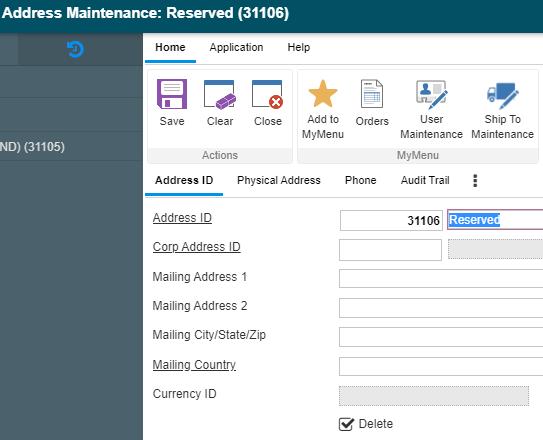 Address Maintenance: Reserved (31106)
Home Application Help
ND) (31105)
Save Clear Close Add to MyMenu Orders User Maintenance Ship To Maintenance
Actions MyMenu
Address ID Physical Address Phone Audit Trail
Address ID 31106 Reserved
Corp Address ID
Mailing Address 1
Mailing Address 2
Mailing City/State/Zip
Mailing Country
Currency ID
Delete